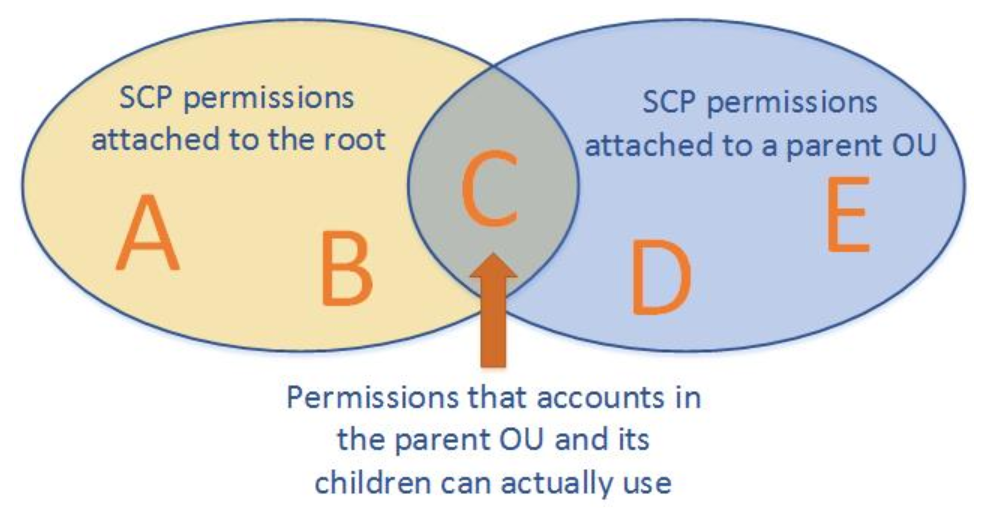 SCP permissions
attached to the root
SCP permissions
attached to a parent OU
A
B
C
D
E
Permissions that accounts in
the parent OU and its
children can actually use